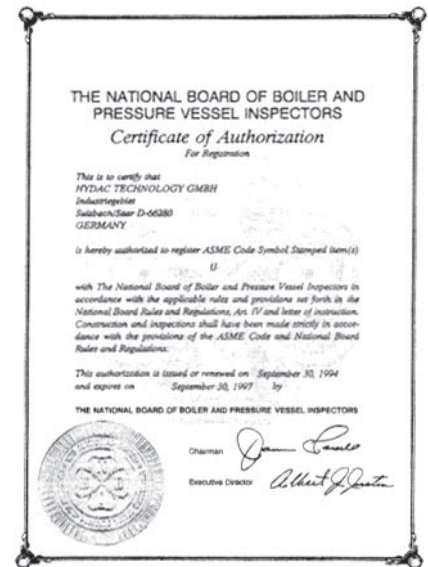 THE NATIONAL BOARD OF BOILER AND
PRESSURE VESSEL INSPECTORS
Certificate of Authorization
For Registration
This is to certify that
HYDAC TECHNOLOGY GMBH
Industriegebiet
Sulzbach/Saar D-66280
GERMANY
is hereby authorized to register ASME Code Symbol Stamped item(s)
U
with The National Board of Boiler and Pressure Vessel Inspectors in
accordance with the applicable rules and provisions set forth in the
National Board Rules and Regulations, Art. IV and letter of instruction.
Construction and inspections shall have been made strictly in accor-
dance with the provisions of the ASME Code and National Board
Rules and Regulations.
This authorization is issued or renewed on September 30, 1994
and expires on September 30, 1997 by
THE NATIONAL BOARD OF BOILER AND PRESSURE VESSEL INSPECTORS
Chairman
Executive Director